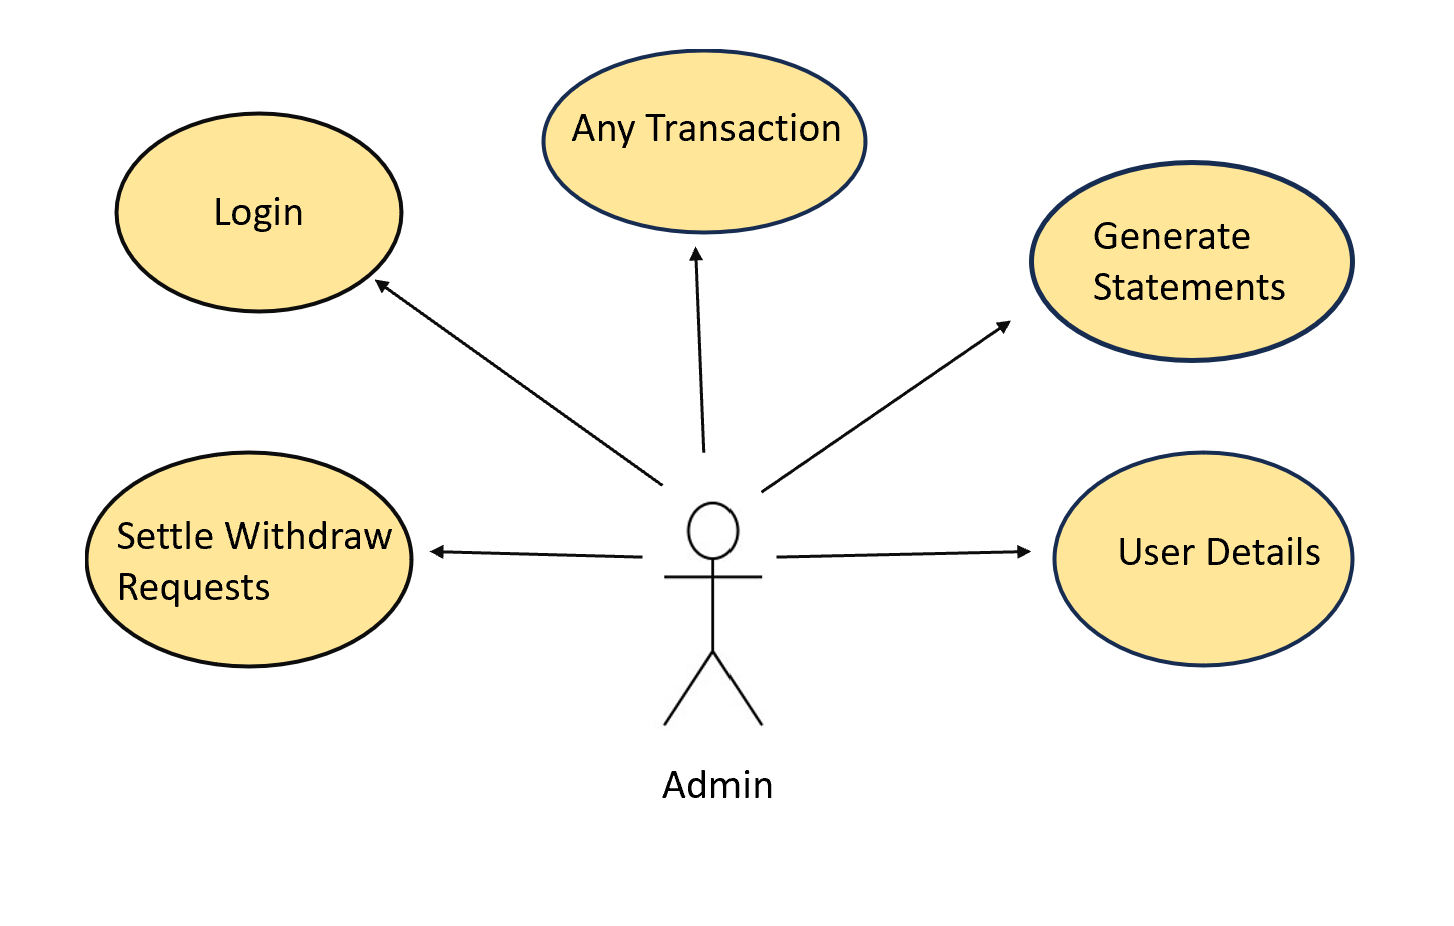 Any Transaction
Login
Generate
Statements
Settle Withdraw
Requests
User Details
Admin